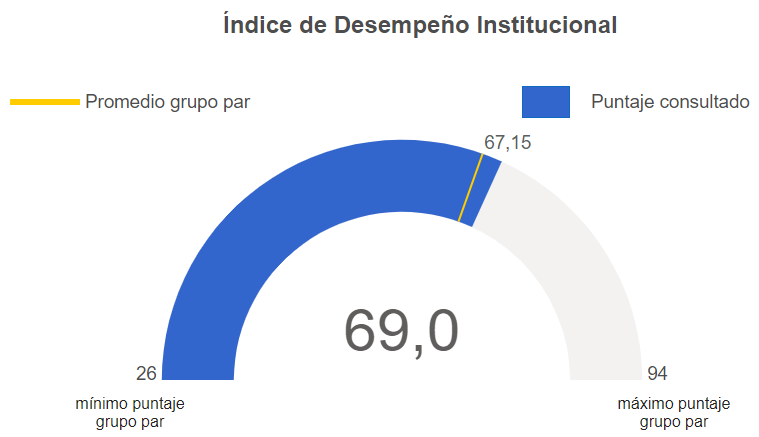 Índice de Desempeño Institucional
Promedio grupo par
Puntaje consultado
67,15
69,0
26
94
mínimo puntaje
grupo par
máximo puntaje
grupo par